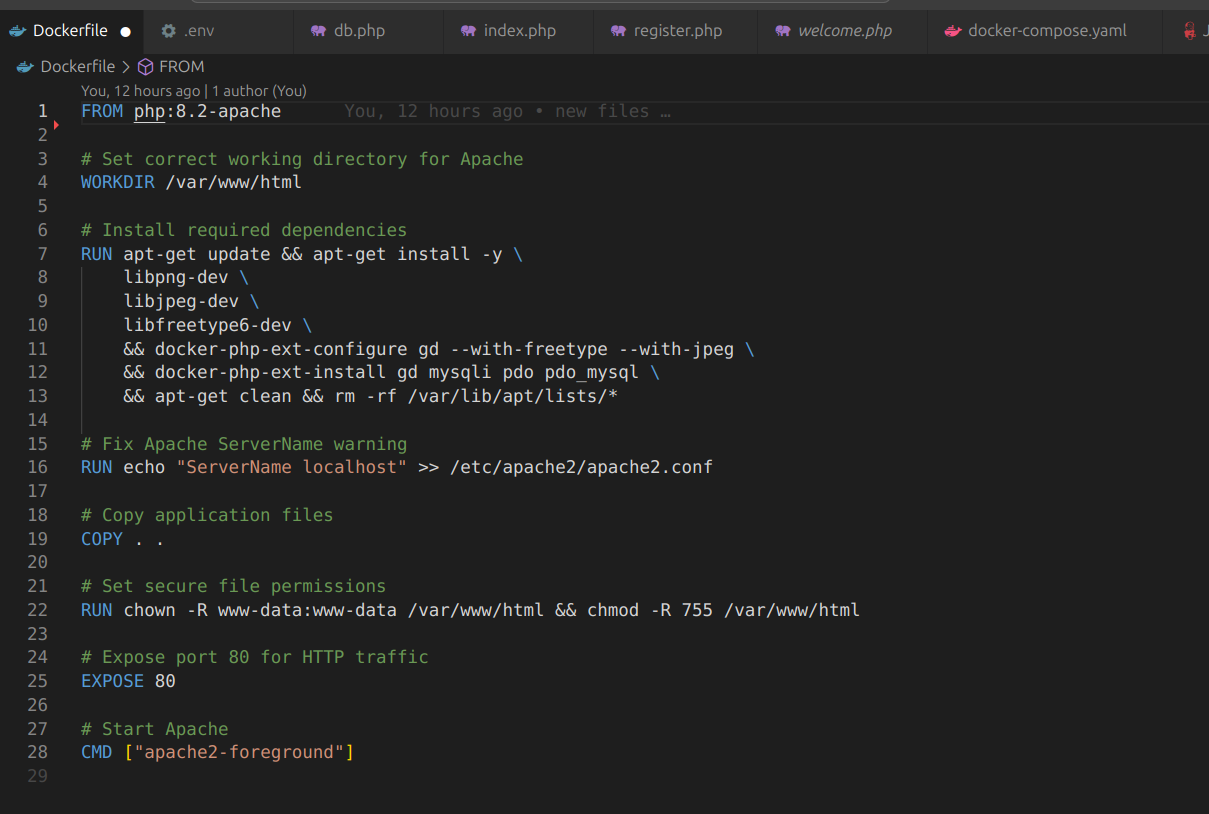 Dockerfile .env db.php index.php register.php welcome.php docker-compose.yaml J
Dockerfile > FROM
You, 12 hours ago | 1 author (You)
1 FROM php:8.2-apache You, 12 hours ago • new files …
2
3 # Set correct working directory for Apache
4 WORKDIR /var/www/html
5
6 # Install required dependencies
7 RUN apt-get update && apt-get install -y \
8 libpng-dev \
9 libjpeg-dev \
10 libfreetype6-dev \
11 && docker-php-ext-configure gd --with-freetype --with-jpeg \
12 && docker-php-ext-install gd mysqli pdo pdo_mysql \
13 && apt-get clean && rm -rf /var/lib/apt/lists/*
14
15 # Fix Apache ServerName warning
16 RUN echo "ServerName localhost" >> /etc/apache2/apache2.conf
17
18 # Copy application files
19 COPY . .
20
21 # Set secure file permissions
22 RUN chown -R www-data:www-data /var/www/html && chmod -R 755 /var/www/html
23
24 # Expose port 80 for HTTP traffic
25 EXPOSE 80
26
27 # Start Apache
28 CMD ["apache2-foreground"]
29